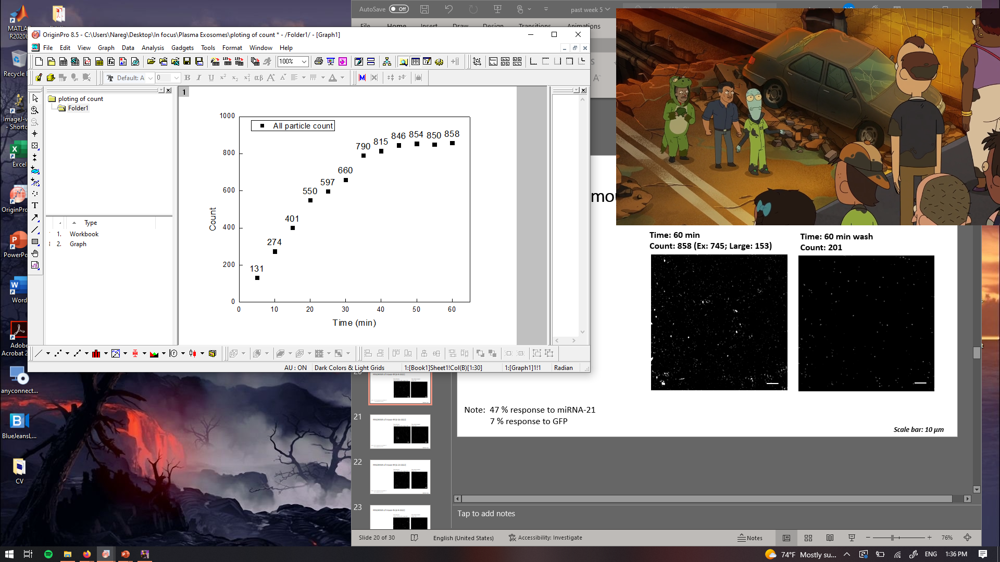 MATLAB
R2020b
Recycle
ImageJ-w
- Shortc
Excel
OriginPro
PowerPo
Word
Adobe
Acrobat 2
anyconnect...
BlueJeansL...
CV
OriginPro 8.5 - C:\Users\Nareg\Desktop\In focus\Plasma Exosomes\ploting of count * - /Folder1/ - [Graph1]
File Edit View Graph Data Analysis Gadgets Tools Format Window Help
100%
Default: A 0 B I U
ploting of count
Folder1
Type
1. Workbook
2. Graph
1
1000
800
600
400
200
0
All particle count
131
274
401
550
597
660
790
815
846
854
850
858
Count
0 10 20 30 40 50 60
Time (min)
AU : ON Dark Colors & Light Grids 1:[Book1]Sheet1!Col(B)[1:30] 1:[Graph1]1!1 Radian
AutoSave Off past week 5
File Home Insert Draw Design Transitions Animations
mou
Time: 60 min
Count: 858 (Ex: 745; Large: 153)
Time: 60 min wash
Count: 201
Note: 47 % response to miRNA-21
7 % response to GFP
Scale bar: 10 µm
20
21
22
23
Tap to add notes
Slide 20 of 30 English (United States) Accessibility: Investigate Notes 76%
74°F Mostly su... ENG 1:36 PM